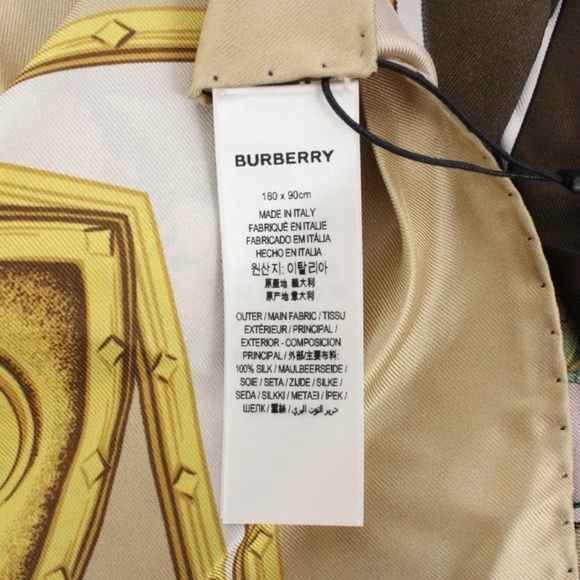 BURBERRY
180 x 90cm
MADE IN ITALY
FABRIQUÉ EN ITALIE
FABRICADO EM ITÁLIA
HECHO EN ITALIA
원산지: 이탈리아
原產地 義大利
原产地 意大利
OUTER / MAIN FABRIC / TISSU
EXTÉRIEUR / PRINCIPAL /
EXTERIOR - COMPOSICION
PRINCIPAL / 外部/主要布料:
100% SILK / MAULBEERSEIDE /
SOIE / SETA / ZIJDE / SILKE /
SEDA / SILKKI / ΜΕΤΑΞΙ / İPEK /
ШЕЛК / 蠶絲 / حرير التوت البري